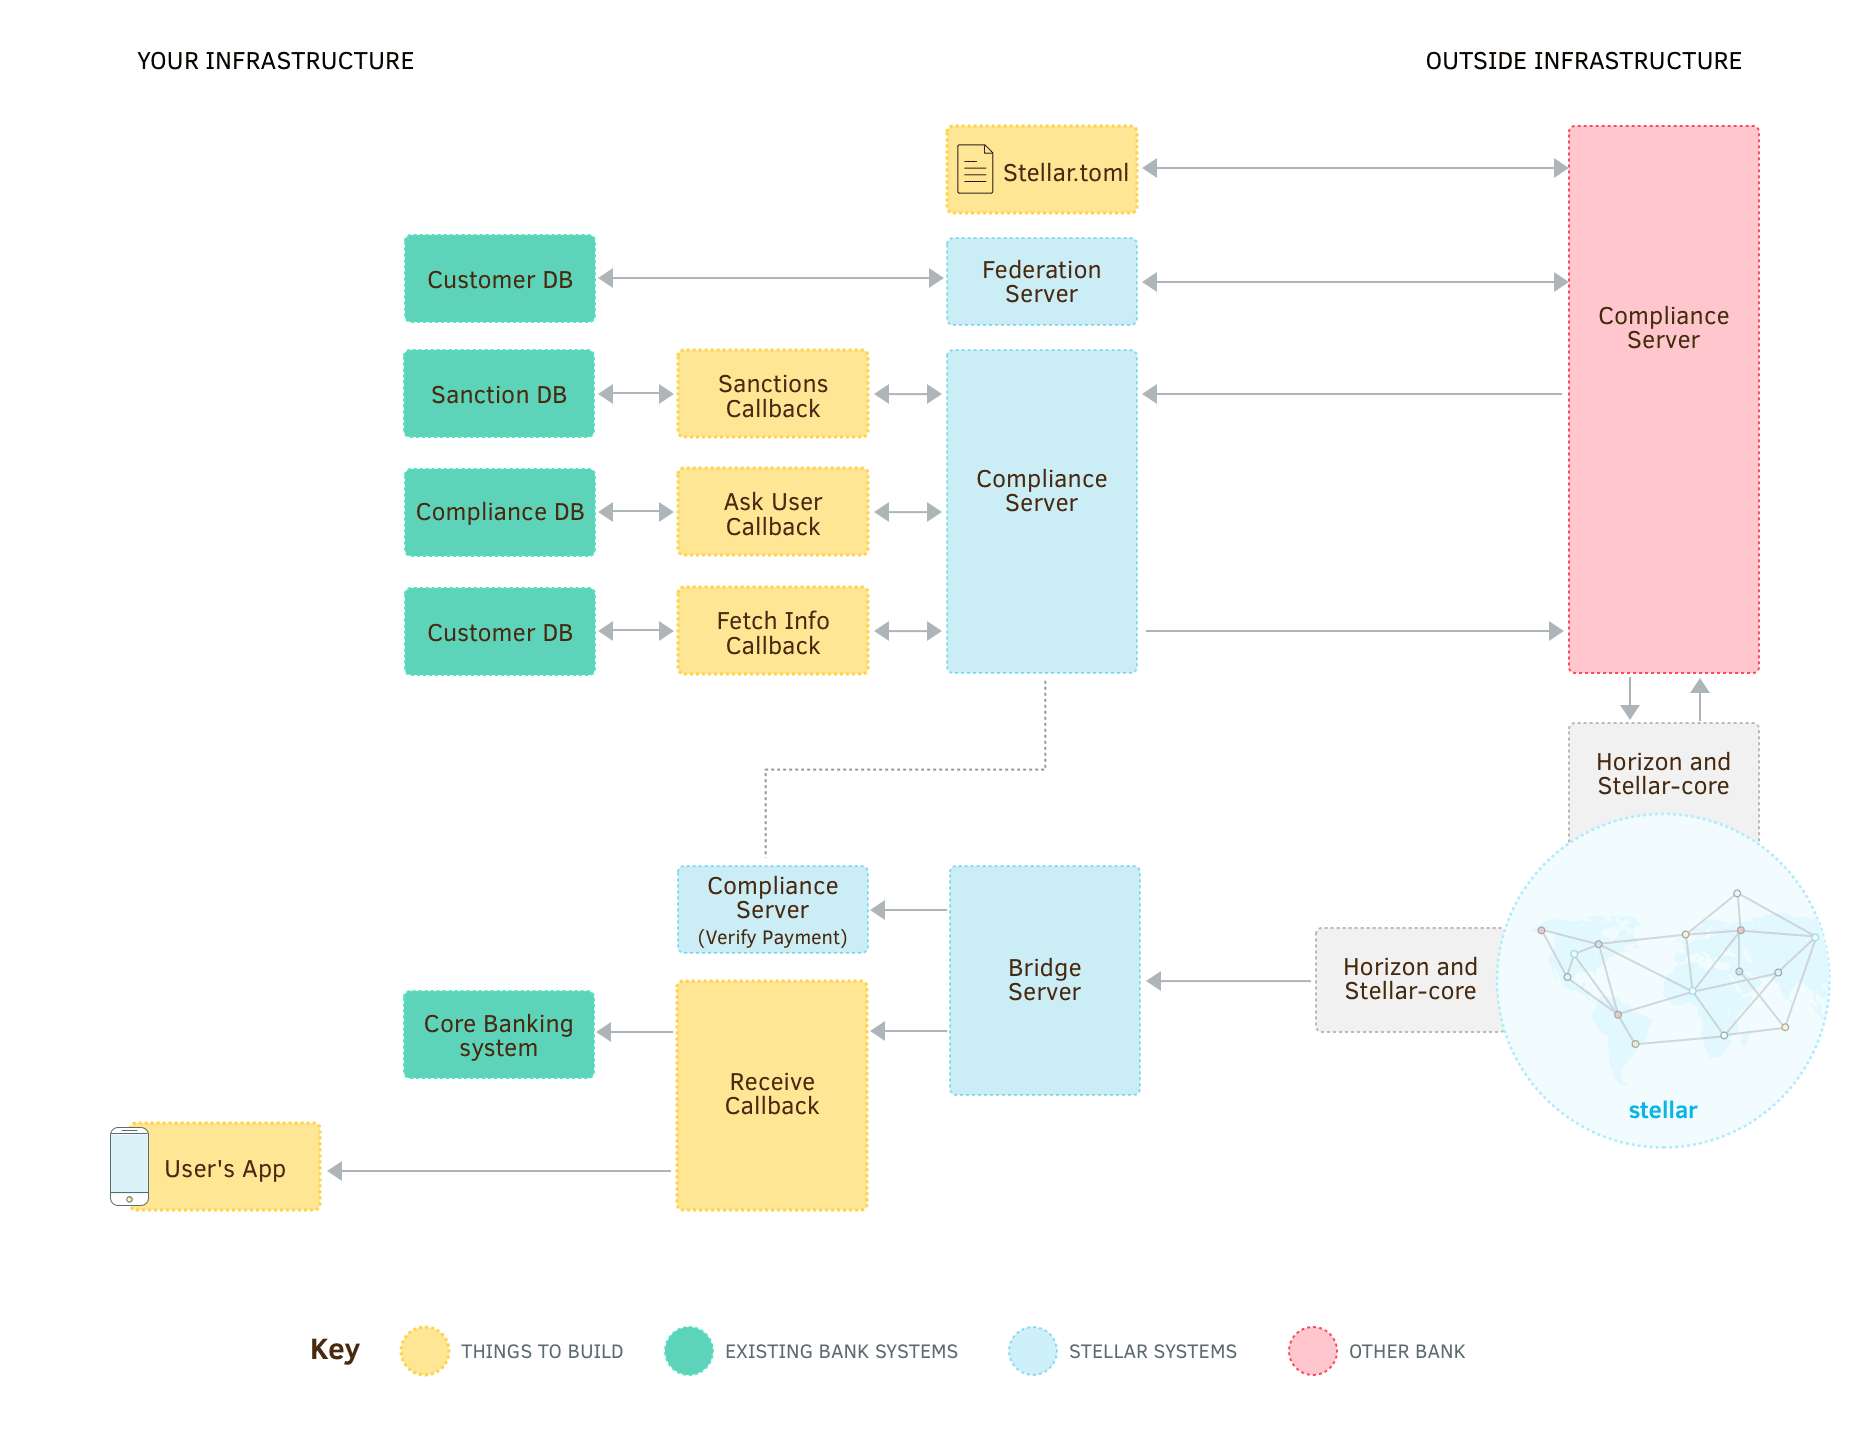 YOUR INFRASTRUCTURE
OUTSIDE INFRASTRUCTURE
Stellar.toml
Customer DB
Federation
Server
Compliance
Server
Sanction DB
Sanctions
Callback
Compliance
Server
Compliance DB
Ask User
Callback
Customer DB
Fetch Info
Callback
Horizon and
Stellar-core
Compliance
Server
(Verify Payment)
Bridge
Server
Horizon and
Stellar-core
Core Banking
system
Receive
Callback
stellar
User's App
Key
THINGS TO BUILD
EXISTING BANK SYSTEMS
STELLAR SYSTEMS
OTHER BANK